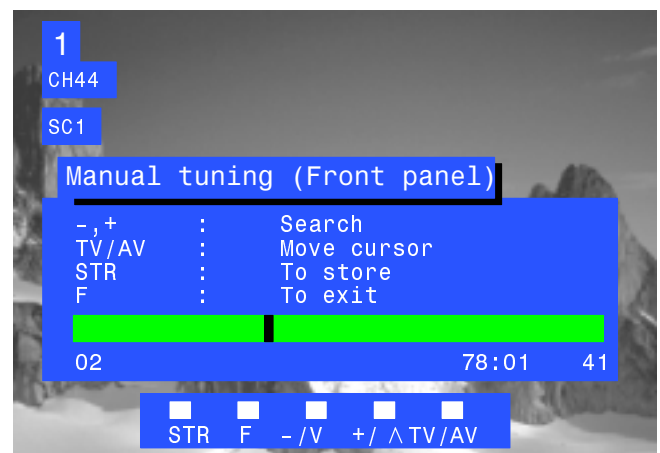 1
CH44
SC1
Manual tuning (Front panel)
-,+ : Search
TV/AV : Move cursor
STR : To store
F : To exit
02 78:01 41
STR F -/V +/∧ TV/AV